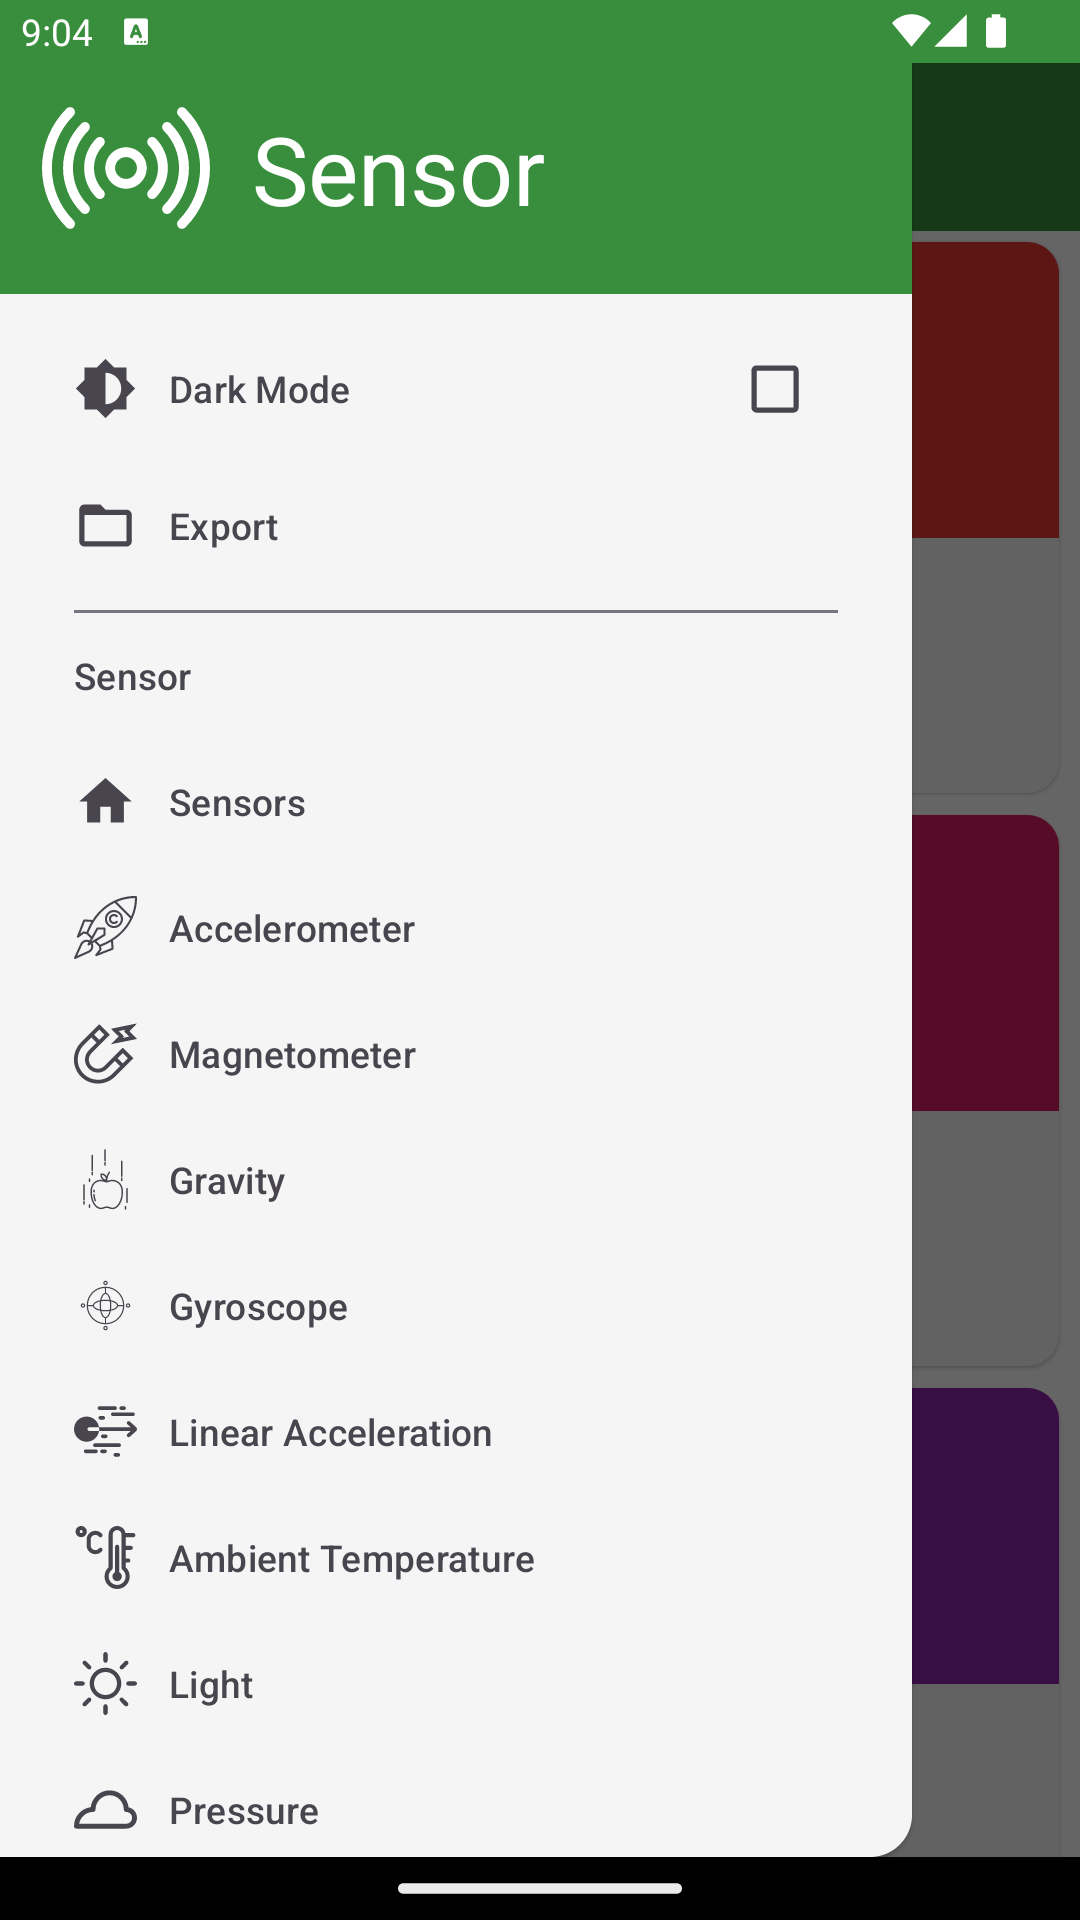 9:04
Sensor
Dark Mode
Export
Sensor
Sensors
Accelerometer
Magnetometer
Gravity
Gyroscope
Linear Acceleration
°C
Ambient Temperature
Light
Pressure